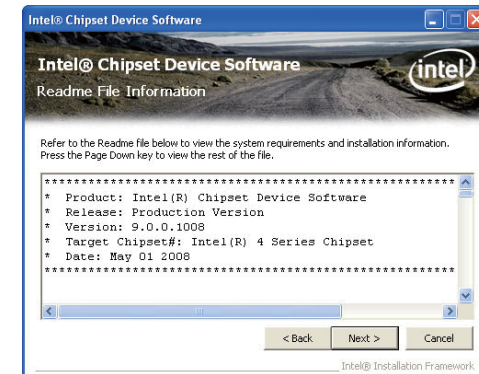 Intel® Chipset Device Software
Intel® Chipset Device Software
intel
Readme File Information
Refer to the Readme file below to view the system requirements and installation information.
Press the Page Down key to view the rest of the file.
************************************************************
* Product: Intel(R) Chipset Device Software
* Release: Production Version
* Version: 9.0.0.1008
* Target Chipset#: Intel(R) 4 Series Chipset
* Date: May 01 2008
************************************************************
< Back Next > Cancel
Intel® Installation Framework